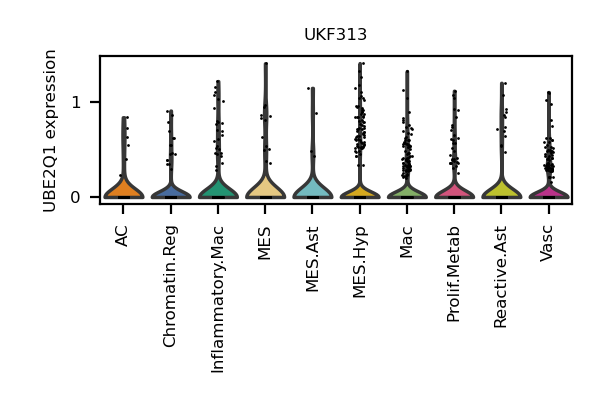 UKF313
UBE2Q1 expression
1
0
AC
Chromatin.Reg
Inflammatory.Mac
MES
MES.Ast
MES.Hyp
Mac
Prolif.Metab
Reactive.Ast
Vasc